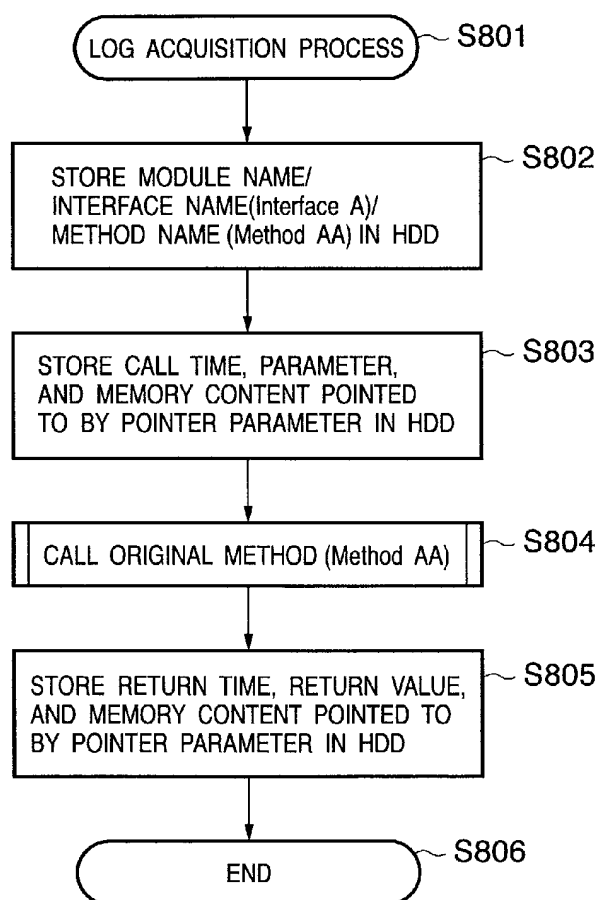 LOG ACQUISITION PROCESS
S801
STORE MODULE NAME/
INTERFACE NAME(Interface A)/
METHOD NAME (Method AA) IN HDD
S802
STORE CALL TIME, PARAMETER,
AND MEMORY CONTENT POINTED
TO BY POINTER PARAMETER IN HDD
S803
CALL ORIGINAL METHOD (Method AA)
S804
STORE RETURN TIME, RETURN VALUE,
AND MEMORY CONTENT POINTED TO
BY POINTER PARAMETER IN HDD
S805
END
S806